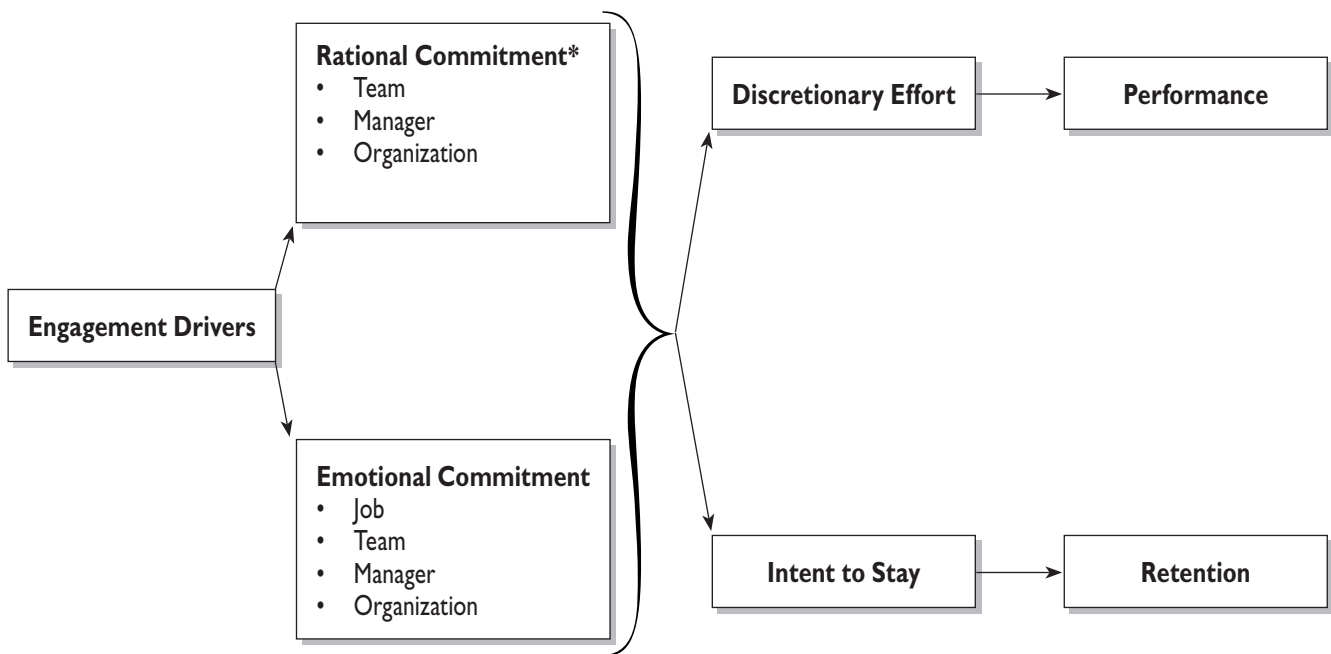 Rational Commitment*
• Team
• Manager
• Organization
Discretionary Effort
Performance
Engagement Drivers
Emotional Commitment
• Job
• Team
• Manager
• Organization
Intent to Stay
Retention